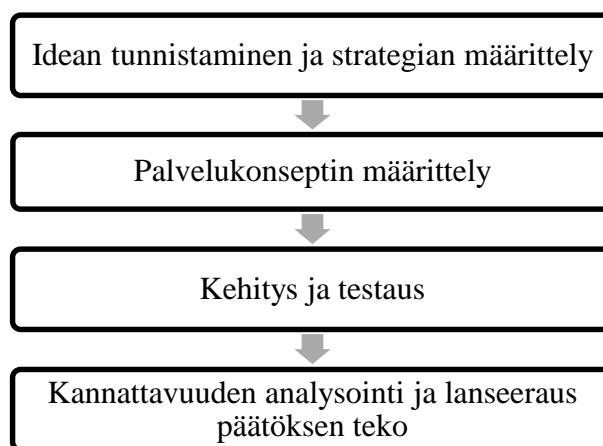 Idean tunnistaminen ja strategian määrittely
Palvelukonseptin määrittely
Kehitys ja testaus
Kannattavuuden analysointi ja lanseeraus
päätöksen teko